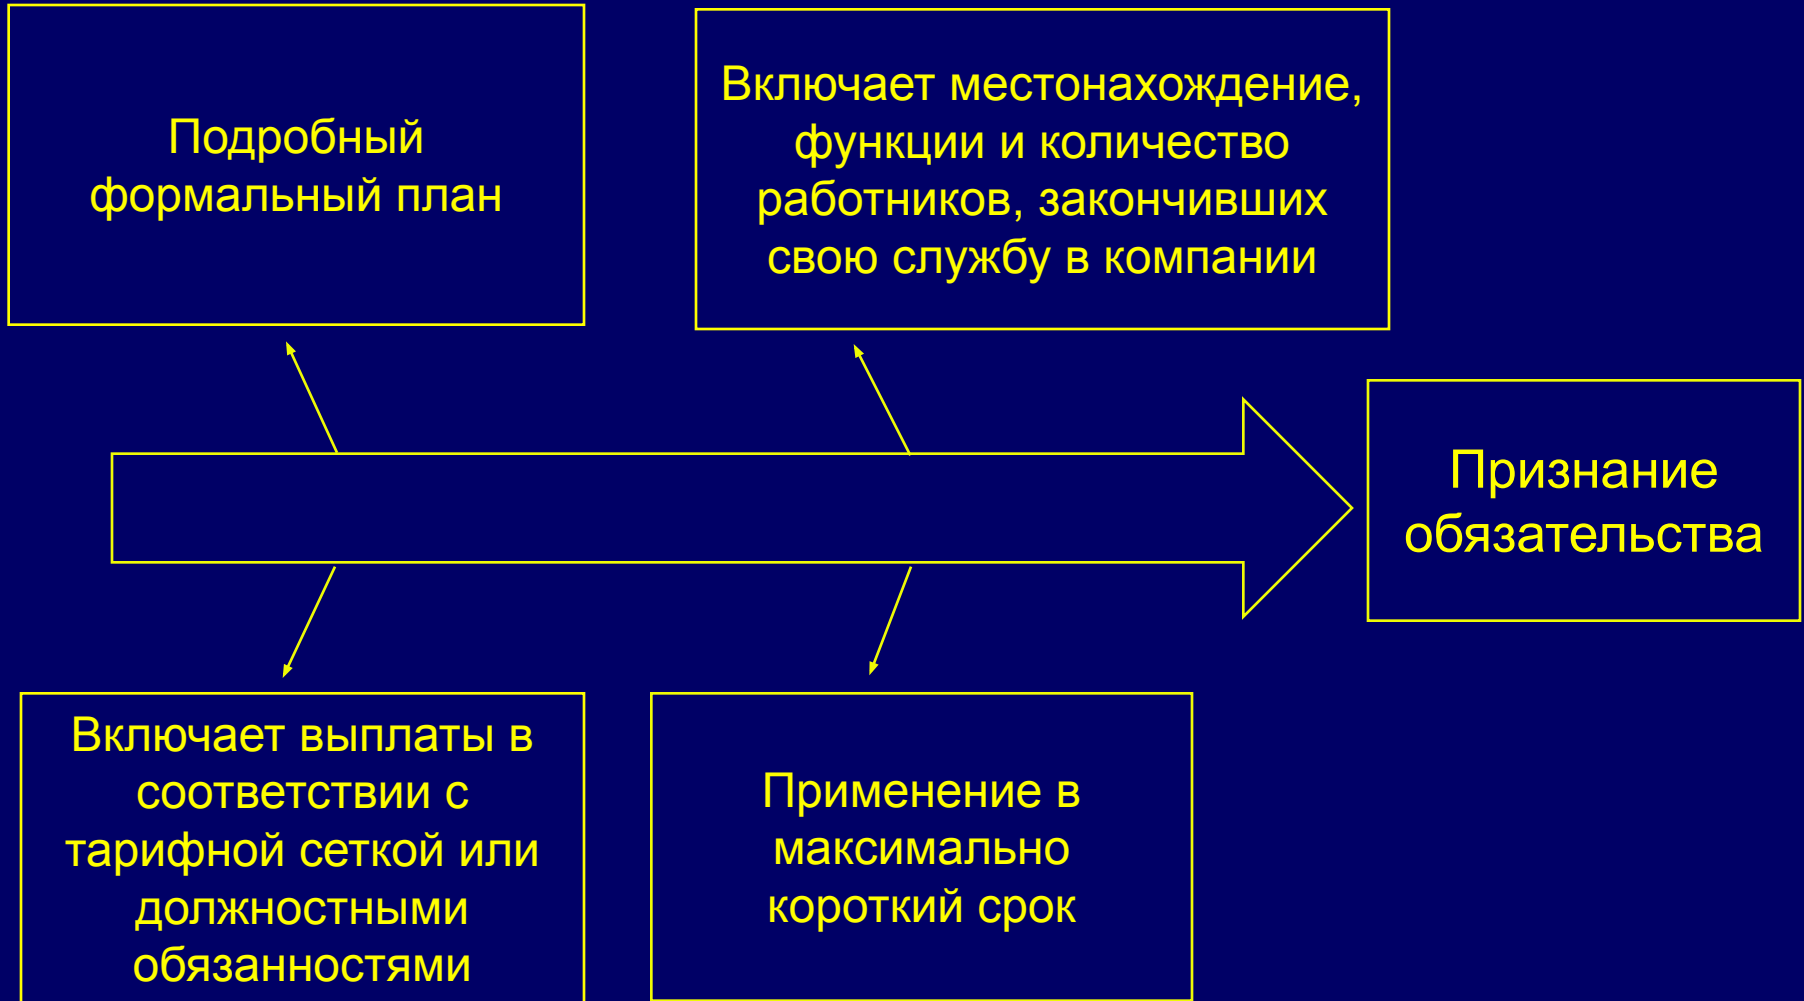 Подробный
формальный план
Включает местонахождение,
функции и количество
работников, закончивших
свою службу в компании
Признание
обязательства
Включает выплаты в
соответствии с
тарифной сеткой или
должностными
обязанностями
Применение в
максимально
короткий срок